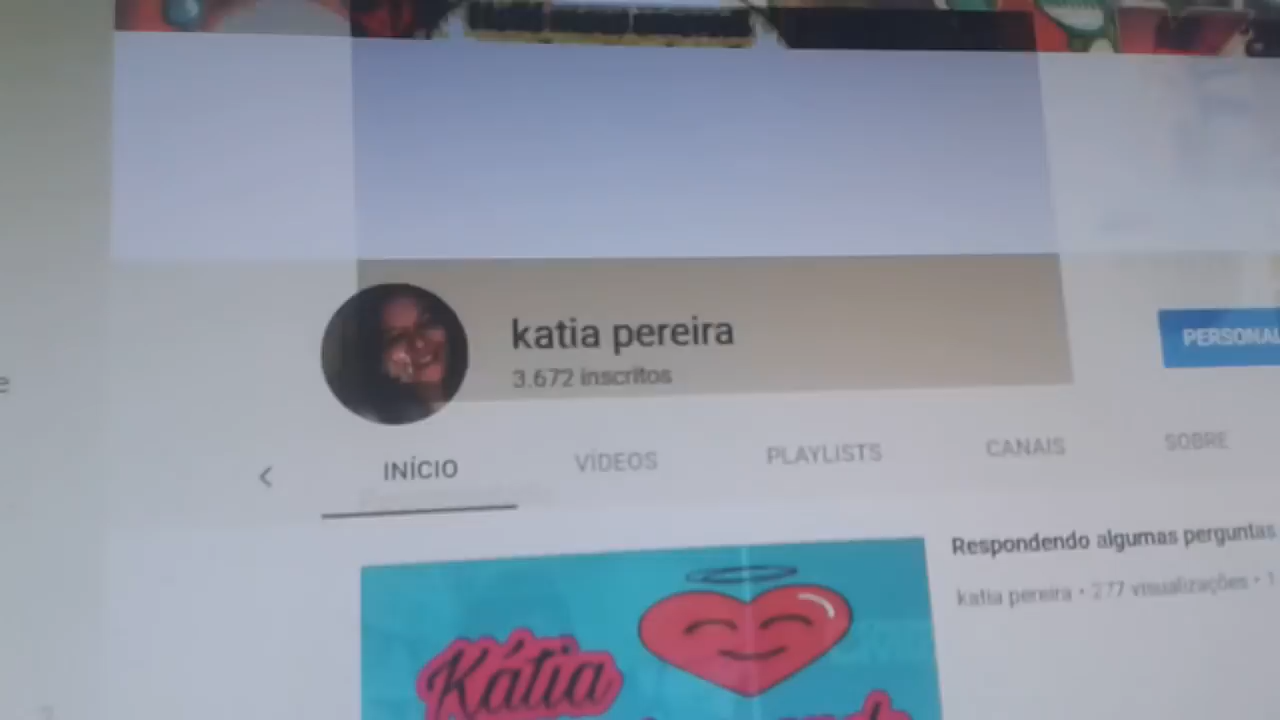 katia pereira
3.672 inscritos
PERSONAL
INÍCIO
VÍDEOS
PLAYLISTS
CANAIS
SOBRE
Respondendo algumas perguntas
katia pereira • 277 visualizações • 1
Kátia